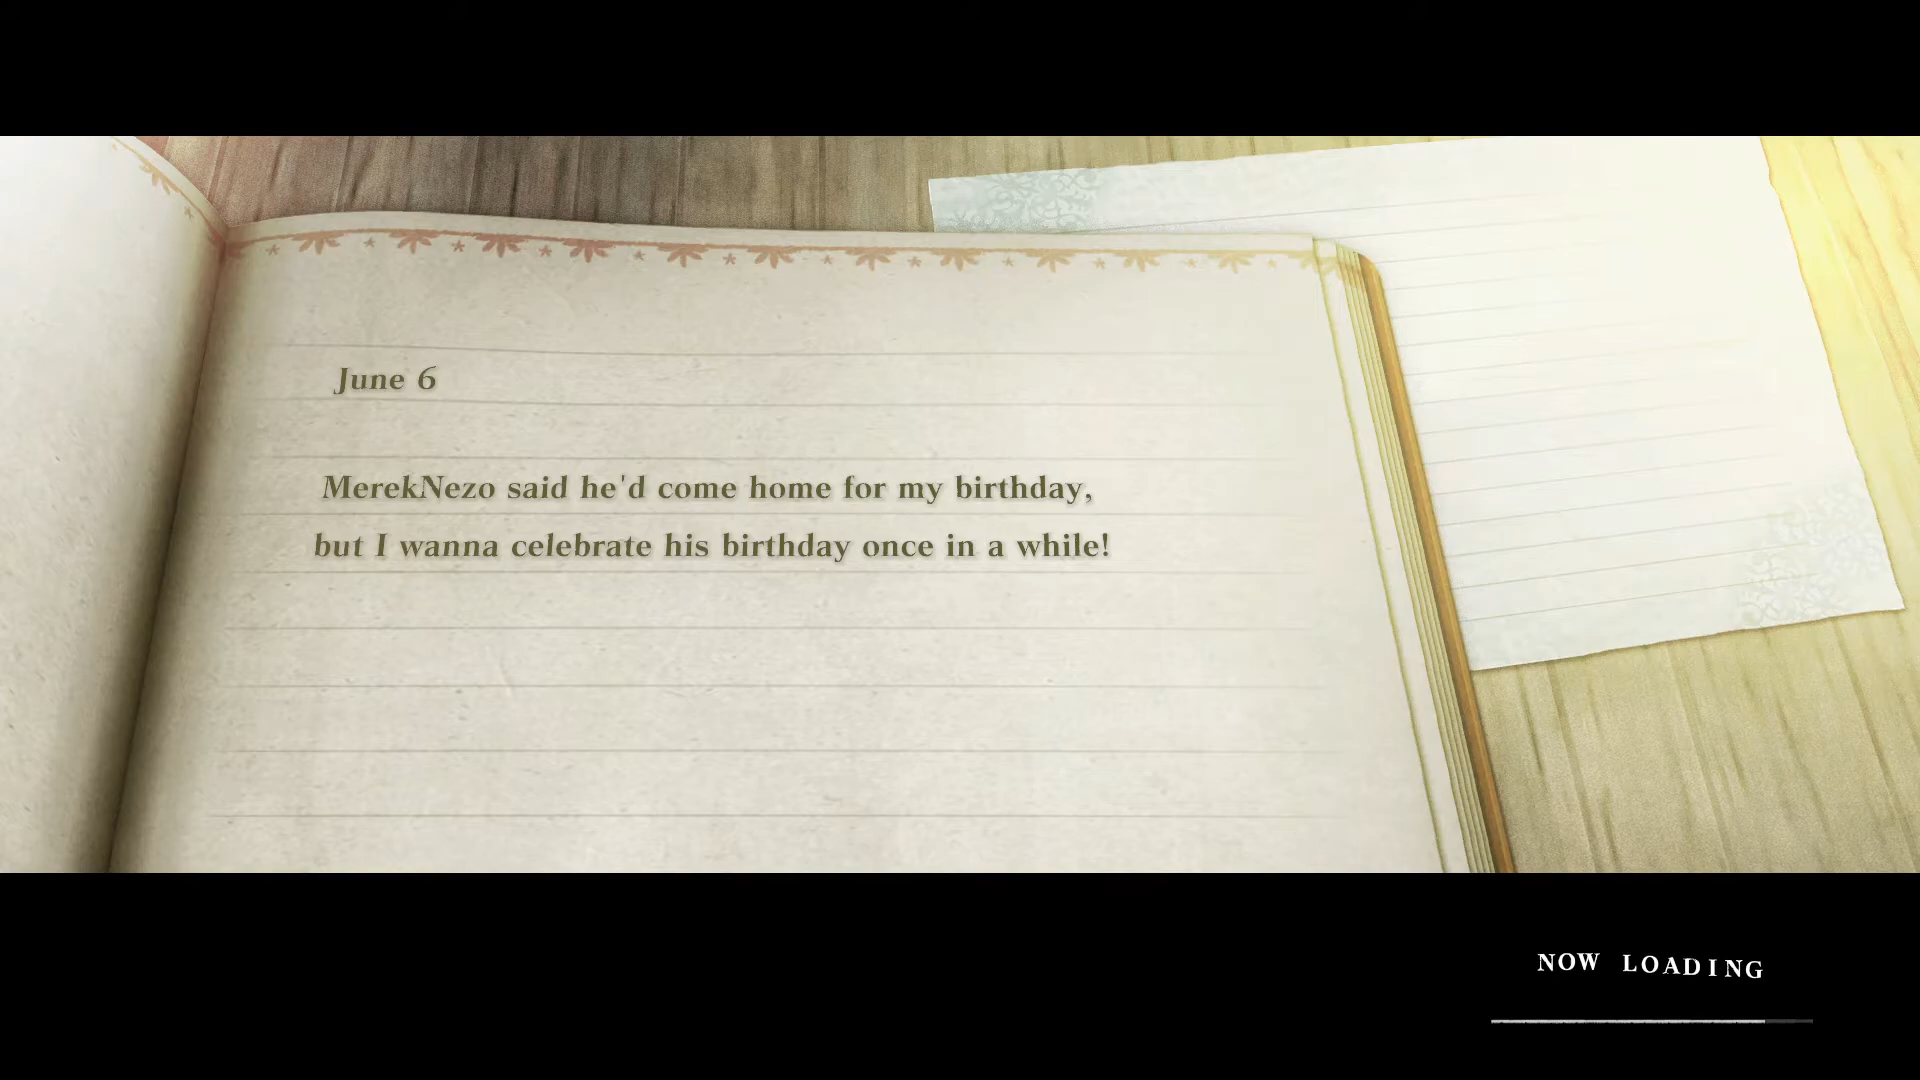 June 6
MerekNezo said he'd come home for my birthday,
but I wanna celebrate his birthday once in a while!
NOW LOADING